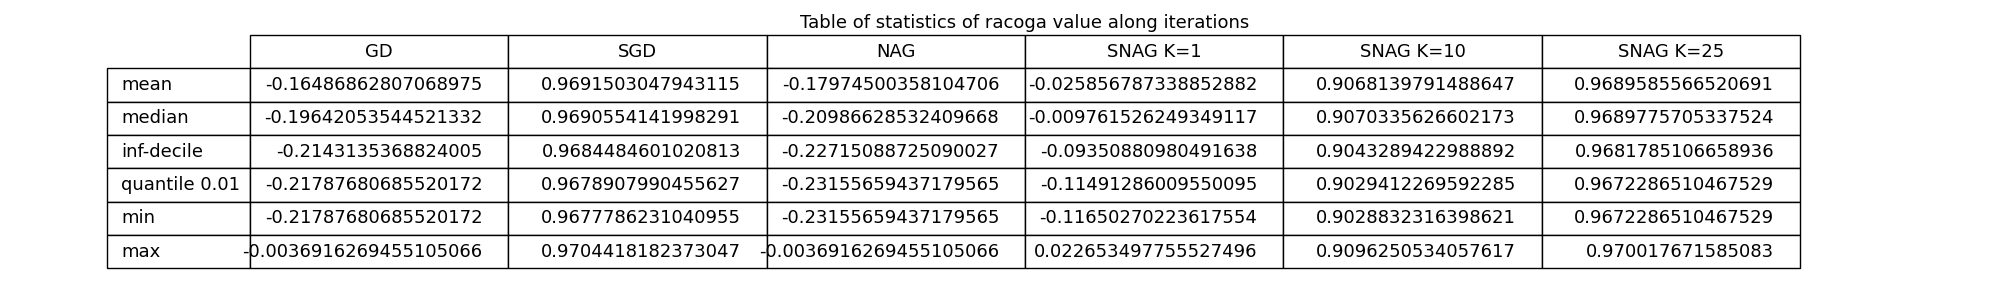 Table of statistics of racoga value along iterations
GD SGD NAG SNAG K=1 SNAG K=10 SNAG K=25
mean -0.16486862807068975 0.9691503047943115 -0.17974500358104706 -0.025856787338852882 0.9068139791488647 0.9689585566520691
median -0.19642053544521332 0.9690554141998291 -0.20986628532409668 -0.009761526249349117 0.9070335626602173 0.9689775705337524
inf-decile -0.2143135368824005 0.9684484601020813 -0.22715088725090027 -0.09350880980491638 0.9043289422988892 0.9681785106658936
quantile 0.01 -0.21787680685520172 0.9678907990455627 -0.23155659437179565 -0.11491286009550095 0.9029412269592285 0.9672286510467529
min -0.21787680685520172 0.9677786231040955 -0.23155659437179565 -0.11650270223617554 0.9028832316398621 0.9672286510467529
max -0.0036916269455105066 0.9704418182373047 -0.0036916269455105066 0.022653497755527496 0.9096250534057617 0.970017671585083